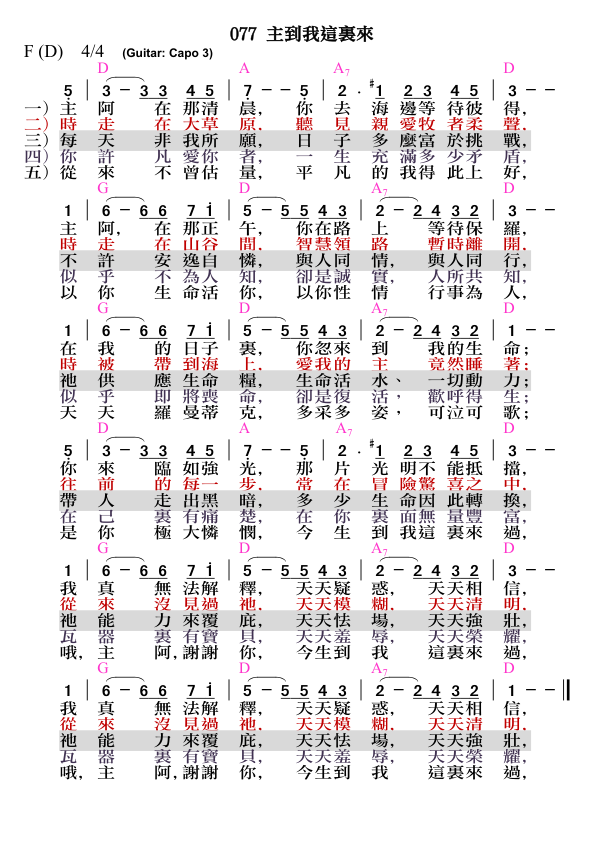 077 主到我這裏來
F (D) 4/4 (Guitar: Capo 3)
D A A7 D
5 | 3 − 3 3 4 5 | 7 − − 5 | 2 · #1 2 3 4 5 | 3 − −
一）主 阿 在 那清 晨， 你 去 海 邊等 待彼 得，
二）時 走 在 大草 原， 聽 見 親 愛牧 者柔 聲，
三）每 天 非 我所 願， 日 子 多 麼富 於挑 戰，
四）你 許 凡 愛你 者， 一 生 充 滿多 少矛 盾，
五）從 來 不 曾估 量， 平 凡 的 我得 此上 好，
G D A7 D
1 | 6 − 6 6 7 i | 5 − 5 5 4 3 | 2 − 2 4 3 2 | 1 − −
主 阿， 在 那正 午， 你在路 上 等待保 羅，
時 走 在 山谷 間， 智慧領 路 暫時離 開，
不 許 安 逸自 憐， 與人同 情， 與人同 行，
似 乎 不 為人 知， 卻是誠 實， 人所共 知，
以 你 生 命活 你， 以你性 情 行事為 人，
G D A7 D
1 | 6 − 6 6 7 i | 5 − 5 5 4 3 | 2 − 2 4 3 2 | 1 − −
在 我 的 日子 裏， 你忽來 到 我的生 命；
時 被 帶 到海 上， 愛我的 主 竟然睡 著；
祂 供 應 生命 糧， 生命活 水、 一切動 力；
似 乎 即 將喪 命， 卻是復 活， 歡呼得 生；
天 天 羅 曼蒂 克， 多采多 姿， 可泣可 歌；
D A A7 D
5 | 3 − 3 3 4 5 | 7 − − 5 | 2 · #1 2 3 4 5 | 3 − −
你 來 臨 如強 光， 那 片 光 明不 能抵 擋，
往 前 的 每一 步， 常 在 冒 險驚 喜之 中，
帶 人 走 出黑 暗， 多 少 生 命因 此轉 換，
在 己 裏 有痛 楚， 在 你 裏 面無 量豐 富，
是 你 極 大憐 憫， 今 生 到 我這 裏來 過，
G D A7 D
1 | 6 − 6 6 7 i | 5 − 5 5 4 3 | 2 − 2 4 3 2 | 1 − −
我 真 無 法解 釋， 天天疑 惑， 天天相 信，
從 來 沒 見過 祂， 天天模 糊， 天天清 明，
祂 能 力 來覆 庇， 天天怯 場， 天天強 壯，
瓦 器 裏 有寶 貝， 天天羞 辱， 天天榮 耀，
哦， 主 阿，謝謝 你， 今生到 我 這裏來 過，
G D A7 D
1 | 6 − 6 6 7 i | 5 − 5 5 4 3 | 2 − 2 4 3 2 | 1 − −
我 真 無 法解 釋， 天天疑 惑， 天天相 信，
從 來 沒 見過 祂， 天天模 糊， 天天清 明，
祂 能 力 來覆 庇， 天天怯 場， 天天強 壯，
瓦 器 裏 有寶 貝， 天天羞 辱， 天天榮 耀，
哦， 主 阿，謝謝 你， 今生到 我 這裏來 過，